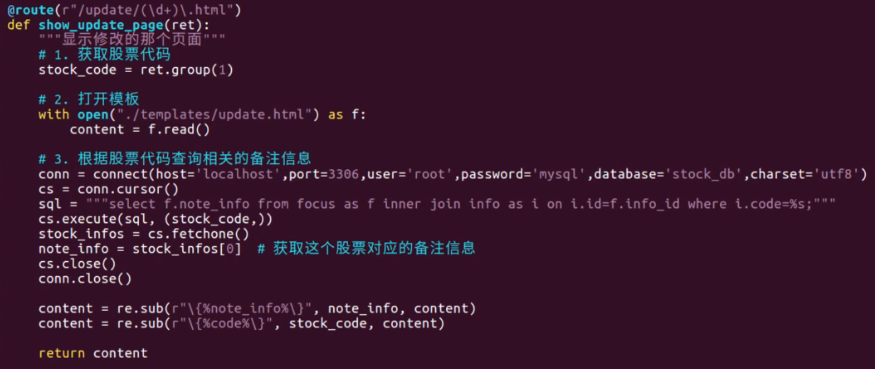 @route(r"/update/(\d+)\.html")
def show_update_page(ret):
    """显示修改的那个页面"""
    # 1. 获取股票代码
    stock_code = ret.group(1)

    # 2. 打开模板
    with open("./templates/update.html") as f:
        content = f.read()

    # 3. 根据股票代码查询相关的备注信息
    conn = connect(host='localhost',port=3306,user='root',password='mysql',database='stock_db',charset='utf8')
    cs = conn.cursor()
    sql = """select f.note_info from focus as f inner join info as i on i.id=f.info_id where i.code=%s;"""
    cs.execute(sql, (stock_code,))
    stock_infos = cs.fetchone()
    note_info = stock_infos[0]  # 获取这个股票对应的备注信息
    cs.close()
    conn.close()

    content = re.sub(r"\{%note_info%\}", note_info, content)
    content = re.sub(r"\{%code%\}", stock_code, content)

    return content